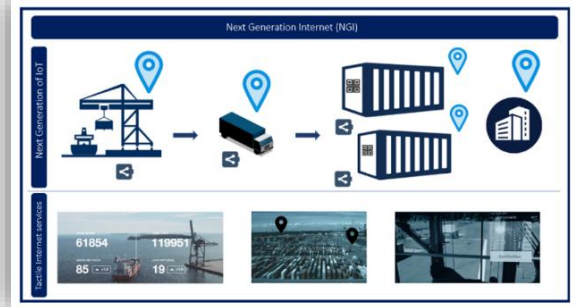 Next Generation Internet (NGI)
Next Generation of IoT
Tactile Internet services
61854
119951
85
19